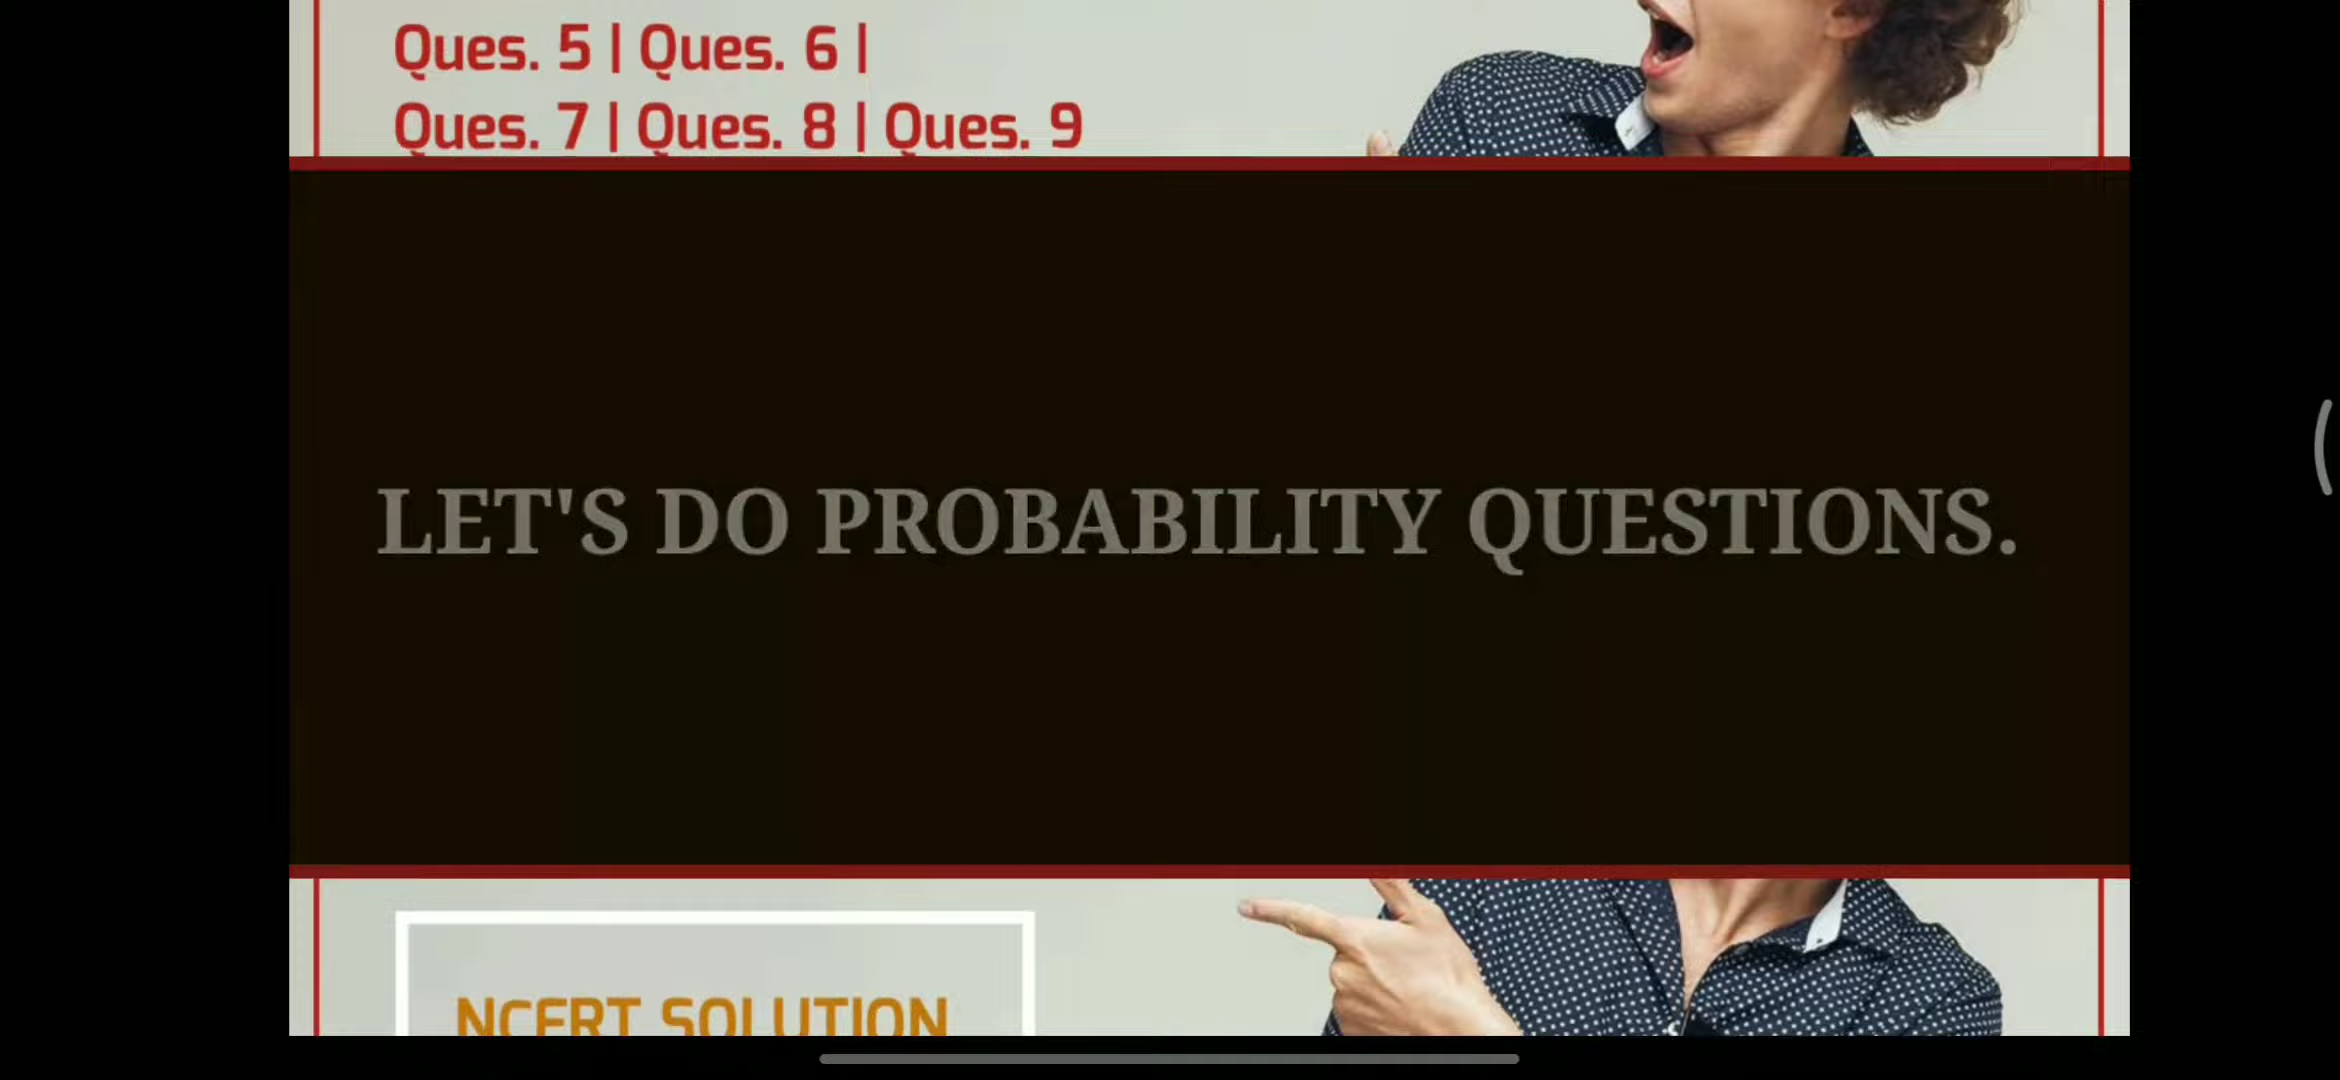 Ques. 5 | Ques. 6 |
Ques. 7 | Ques. 8 | Ques. 9
LET'S DO PROBABILITY QUESTIONS.
NCERT SOLUTION